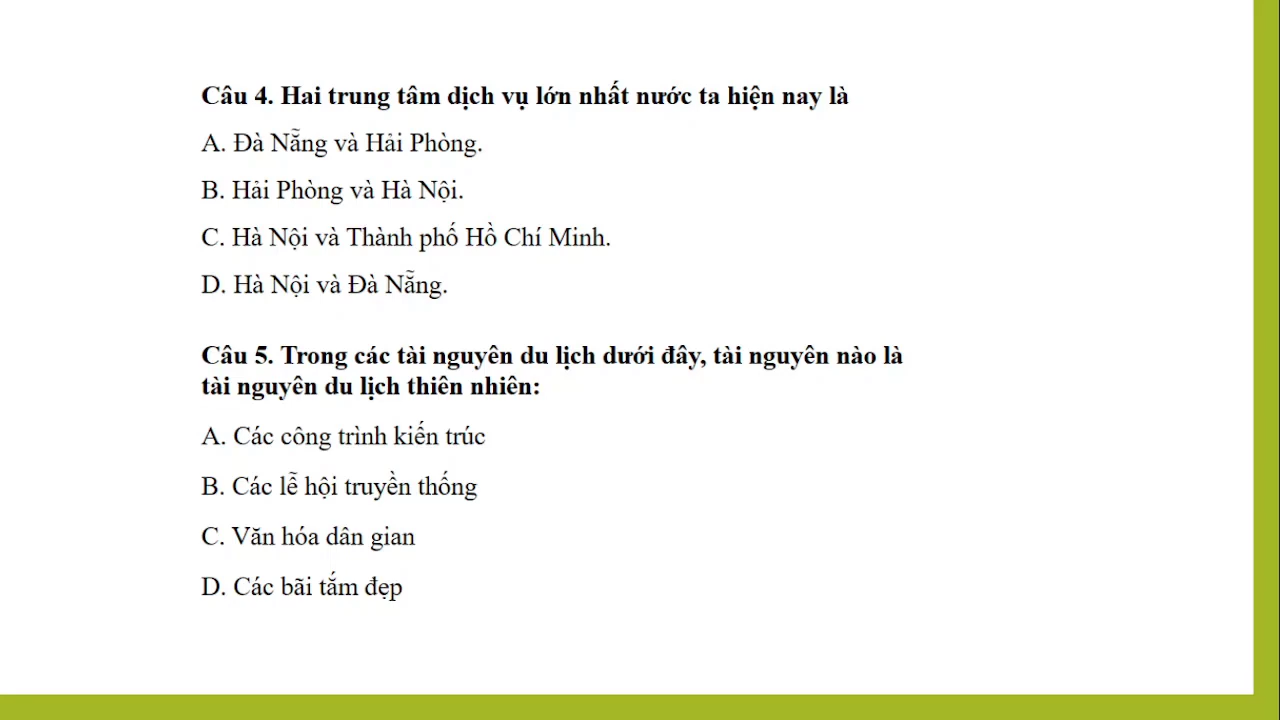 Câu 4. Hai trung tâm dịch vụ lớn nhất nước ta hiện nay là
A. Đà Nẵng và Hải Phòng.
B. Hải Phòng và Hà Nội.
C. Hà Nội và Thành phố Hồ Chí Minh.
D. Hà Nội và Đà Nẵng.
Câu 5. Trong các tài nguyên du lịch dưới đây, tài nguyên nào là
tài nguyên du lịch thiên nhiên:
A. Các công trình kiến trúc
B. Các lễ hội truyền thống
C. Văn hóa dân gian
D. Các bãi tắm đẹp